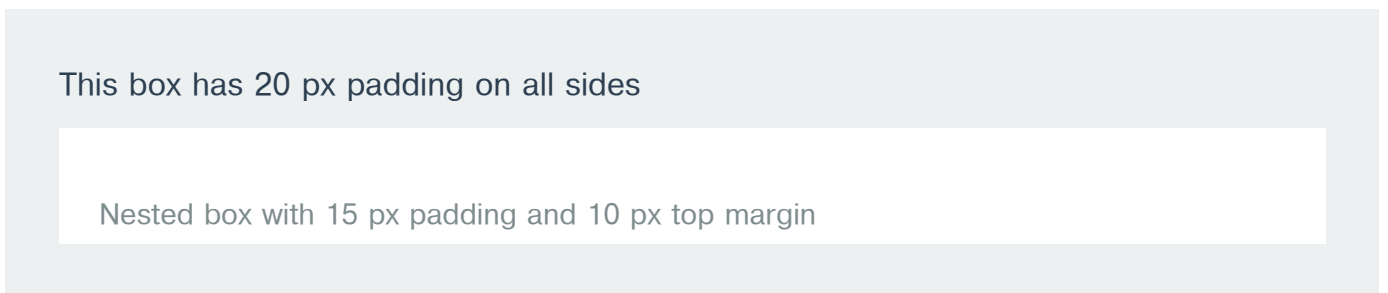 This box has 20 px padding on all sides
Nested box with 15 px padding and 10 px top margin